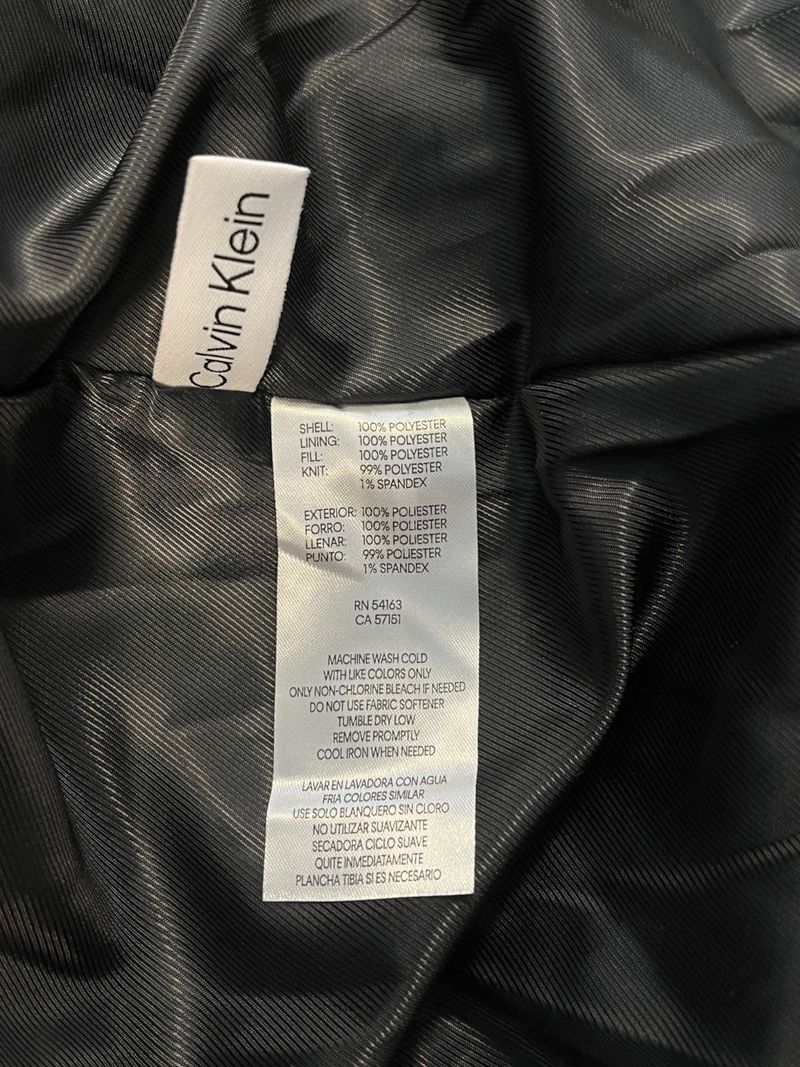 Calvin Klein
SHELL: 100% POLYESTER
LINING: 100% POLYESTER
FILL: 100% POLYESTER
KNIT: 99% POLYESTER
1% SPANDEX
EXTERIOR: 100% POLIESTER
FORRO: 100% POLIESTER
LLENAR: 100% POLIESTER
PUNTO: 99% POLIESTER
1% SPANDEX
RN 54163
CA 57151
MACHINE WASH COLD
WITH LIKE COLORS ONLY
ONLY NON-CHLORINE BLEACH IF NEEDED
DO NOT USE FABRIC SOFTENER
TUMBLE DRY LOW
REMOVE PROMPTLY
COOL IRON WHEN NEEDED
LAVAR EN LAVADORA CON AGUA
FRIA COLORES SIMILAR
USE SOLO BLANQUERO SIN CLORO
NO UTILIZAR SUAVIZANTE
SECADORA CICLO SUAVE
QUITE INMEDIATAMENTE
PLANCHA TIBIA SI ES NECESARIO